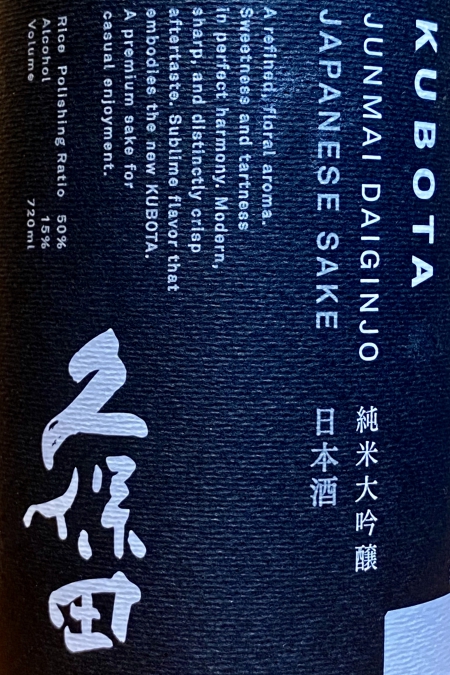 KUBOTA
JUNMAI DAIGINJO 純米大吟醸
JAPANESE SAKE 日本酒
A refined, floral aroma.
Sweetness and tartness
in perfect harmony. Modern,
sharp, and distinctly crisp
aftertaste. Sublime flavor that
embodies the new KUBOTA.
A premium sake for
casual enjoyment.
Rice Polishing Ratio 50%
Alcohol 15%
Volume 720ml
久保田